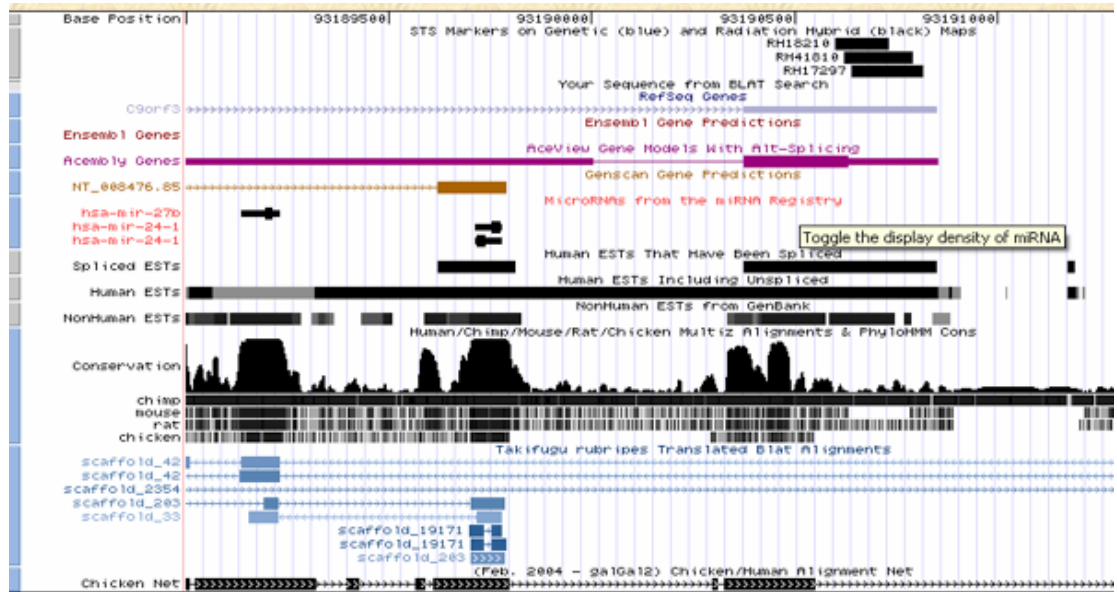 Base Position 93189500 93190000 93190500 93191000
STS Markers on Genetic (blue) and Radiation Hybrid (black) Maps
RH18210
RH41810
RH17297
Your Sequence from BLAT Search
RefSeq Genes
C9orf3
Ensembl Gene Predictions
Ensembl Genes
AceView Gene Models With Alt-Splicing
Acembly Genes
Genscan Gene Predictions
NT_008476.85
MicroRNAs from the miRNA Registry
hsa-mir-27b
hsa-mir-24-1
hsa-mir-24-1
Toggle the display density of miRNA
Human ESTs That Have Been Spliced
Spliced ESTs
Human ESTs Including Unspliced
Human ESTs
NonHuman ESTs from GenBank
NonHuman ESTs
Human/Chimp/Mouse/Rat/Chicken Multiz Alignments & PhyloHMM Cons
Conservation
chimp
mouse
rat
chicken
Takifugu rubripes Translated Blat Alignments
scaffold_42
scaffold_42
scaffold_2354
scaffold_203
scaffold_33
scaffold_19171
scaffold_19171
scaffold_203
(Feb. 2004 - galGal2) Chicken/Human Alignment Net
Chicken Net